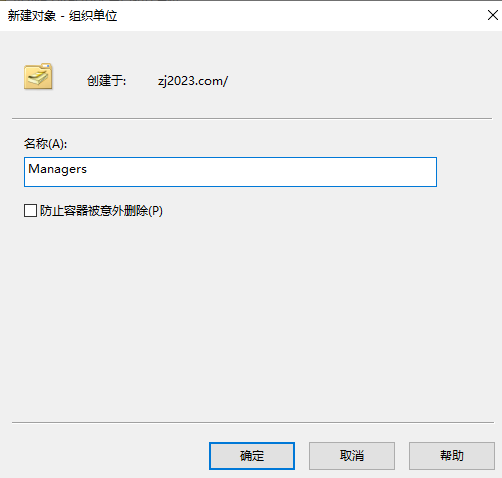 新建对象 - 组织单位
创建于: zj2023.com/
名称(A):
Managers
防止容器被意外删除(P)
确定 取消 帮助